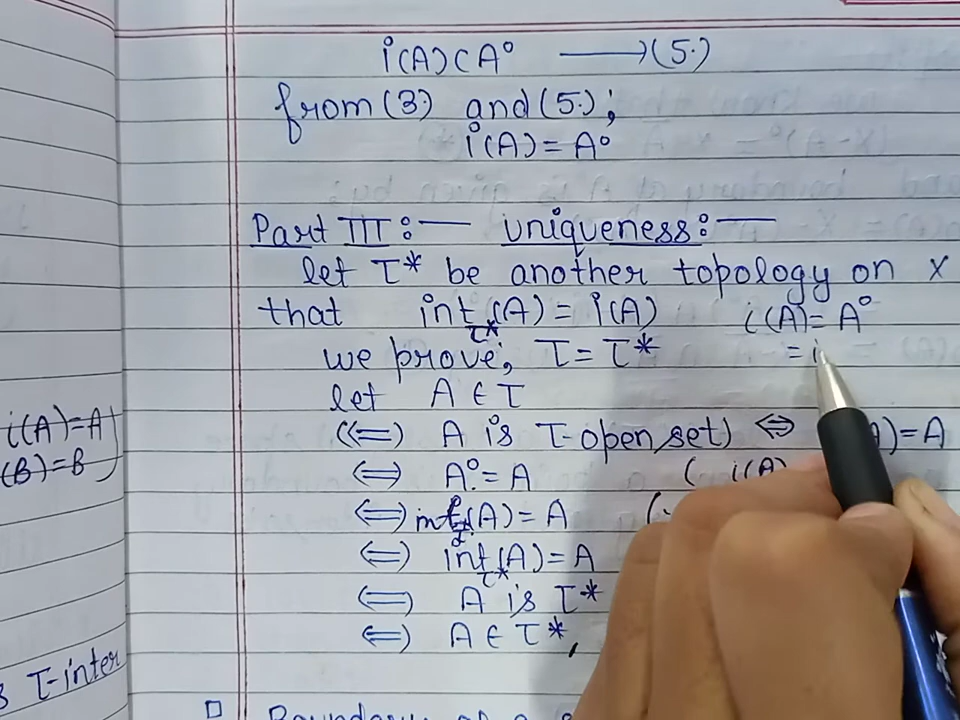 i(A)⊂A° ⟶(5.)
from (3.) and (5.);
i(A) = A°
Part III :— uniqueness:—
let τ* be another topology on X
that int_τ*(A) = i(A) i(A) = A°
we prove, τ = τ* = i
let A ∈ τ
(⟺) A is τ-open set) ⟺ A) = A
i(A)=A
(B)=B
⟺ A° = A ( i(A)
⟺ int_τ(A) = A (∵
⟺ int_τ*(A) = A
⟺ A is τ*
⟺ A ∈ τ*,
τ-inter